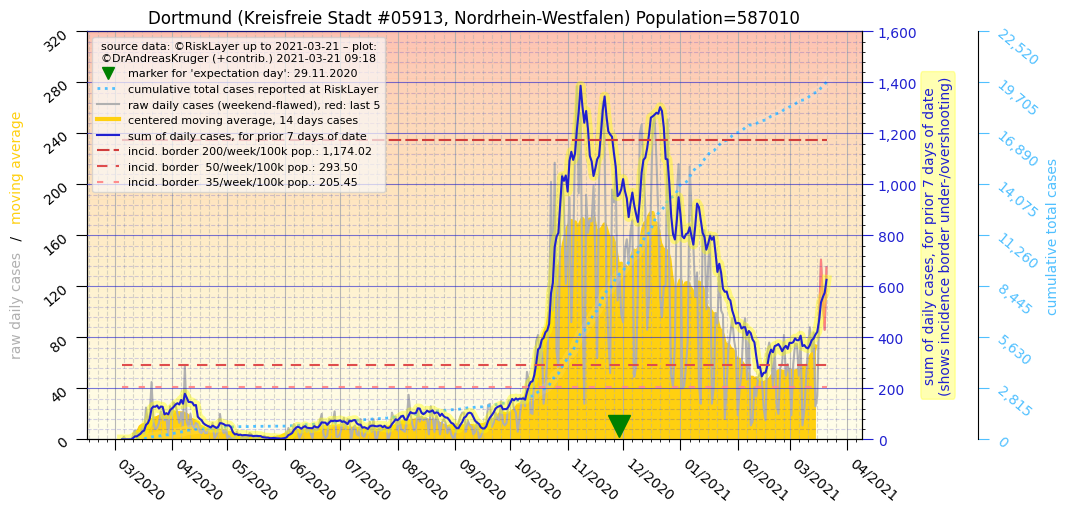 Dortmund (Kreisfreie Stadt #05913, Nordrhein-Westfalen) Population=587010
source data: ©RiskLayer up to 2021-03-21 – plot:
©DrAndreasKruger (+contrib.) 2021-03-21 09:18
marker for 'expectation day': 29.11.2020
cumulative total cases reported at RiskLayer
raw daily cases (weekend-flawed), red: last 5
centered moving average, 14 days cases
sum of daily cases, for prior 7 days of date
incid. border 200/week/100k pop.: 1,174.02
incid. border  50/week/100k pop.: 293.50
incid. border  35/week/100k pop.: 205.45
raw daily cases / moving average
320
280
240
200
160
120
80
40
0
03/2020
04/2020
05/2020
06/2020
07/2020
08/2020
09/2020
10/2020
11/2020
12/2020
01/2021
02/2021
03/2021
04/2021
1,600
1,400
1,200
1,000
800
600
400
200
0
sum of daily cases, for prior 7 days of date
(shows incidence border under-/overshooting)
22,520
19,705
16,890
14,075
11,260
8,445
5,630
2,815
0
cumulative total cases